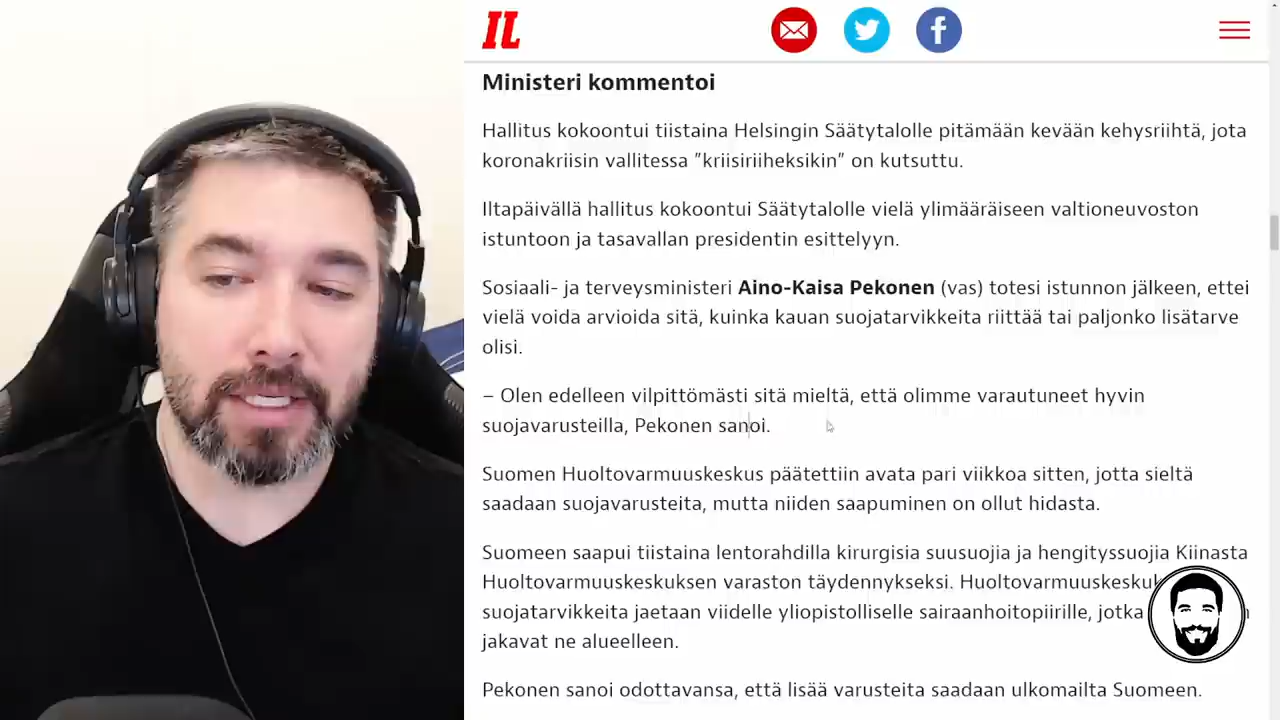 IL
Ministeri kommentoi
Hallitus kokoontui tiistaina Helsingin Säätytalolle pitämään kevään kehysriihtä, jota
koronakriisin vallitessa ”kriisiriiheksikin” on kutsuttu.
Iltapäivällä hallitus kokoontui Säätytalolle vielä ylimääräiseen valtioneuvoston
istuntoon ja tasavallan presidentin esittelyyn.
Sosiaali- ja terveysministeri Aino-Kaisa Pekonen (vas) totesi istunnon jälkeen, ettei
vielä voida arvioida sitä, kuinka kauan suojatarvikkeita riittää tai paljonko lisätarve
olisi.
– Olen edelleen vilpittömästi sitä mieltä, että olimme varautuneet hyvin
suojavarusteilla, Pekonen sanoi.
Suomen Huoltovarmuuskeskus päätettiin avata pari viikkoa sitten, jotta sieltä
saadaan suojavarusteita, mutta niiden saapuminen on ollut hidasta.
Suomeen saapui tiistaina lentorahdilla kirurgisia suusuojia ja hengityssuojia Kiinasta
Huoltovarmuuskeskuksen varaston täydennykseksi.
suojatarvikkeita jaetaan viidelle yliopistolliselle sairaanhoitopiirille, jotka
jakavat ne alueelleen.
Pekonen sanoi odottavansa, että lisää varusteita saadaan ulkomailta Suomeen.